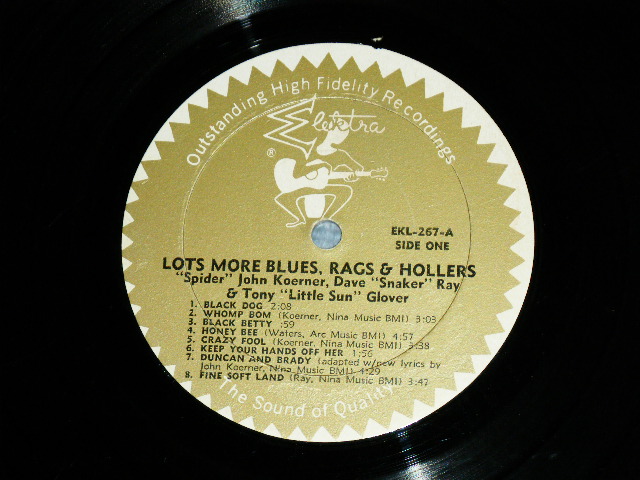 Outstanding High Fidelity Recordings
Elektra
®
EKL-267-A
SIDE ONE
LOTS MORE BLUES, RAGS & HOLLERS
"Spider" John Koerner, Dave "Snaker" Ray
& Tony "Little Sun" Glover
1. BLACK DOG 2:08
2. WHOMP BOM (Koerner, Nina Music BMI) 3:03
3. BLACK BETTY :59
4. HONEY BEE (Waters, Arc Music BMI) 4:57
5. CRAZY FOOL (Koerner, Nina Music BMI) 3:38
6. KEEP YOUR HANDS OFF HER 1:56
7. DUNCAN AND BRADY (adapted w/new lyrics by
John Koerner, Nina Music BMI) 4:29
8. FINE SOFT LAND (Ray, Nina Music BMI) 3:47
The Sound of Quality